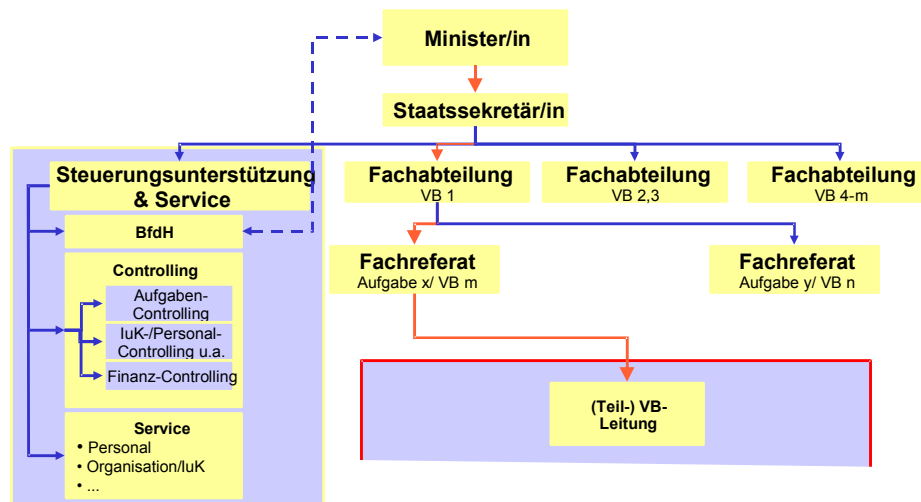 Minister/in
Staatssekretär/in
Steuerungsunterstützung
& Service
Fachabteilung
VB 1
Fachabteilung
VB 2,3
Fachabteilung
VB 4-m
BfdH
Controlling
Aufgaben-
Controlling
IuK-/Personal-
Controlling u.a.
Finanz-Controlling
Service
• Personal
• Organisation/IuK
• ...
Fachreferat
Aufgabe x/ VB m
Fachreferat
Aufgabe y/ VB n
(Teil-) VB-
Leitung